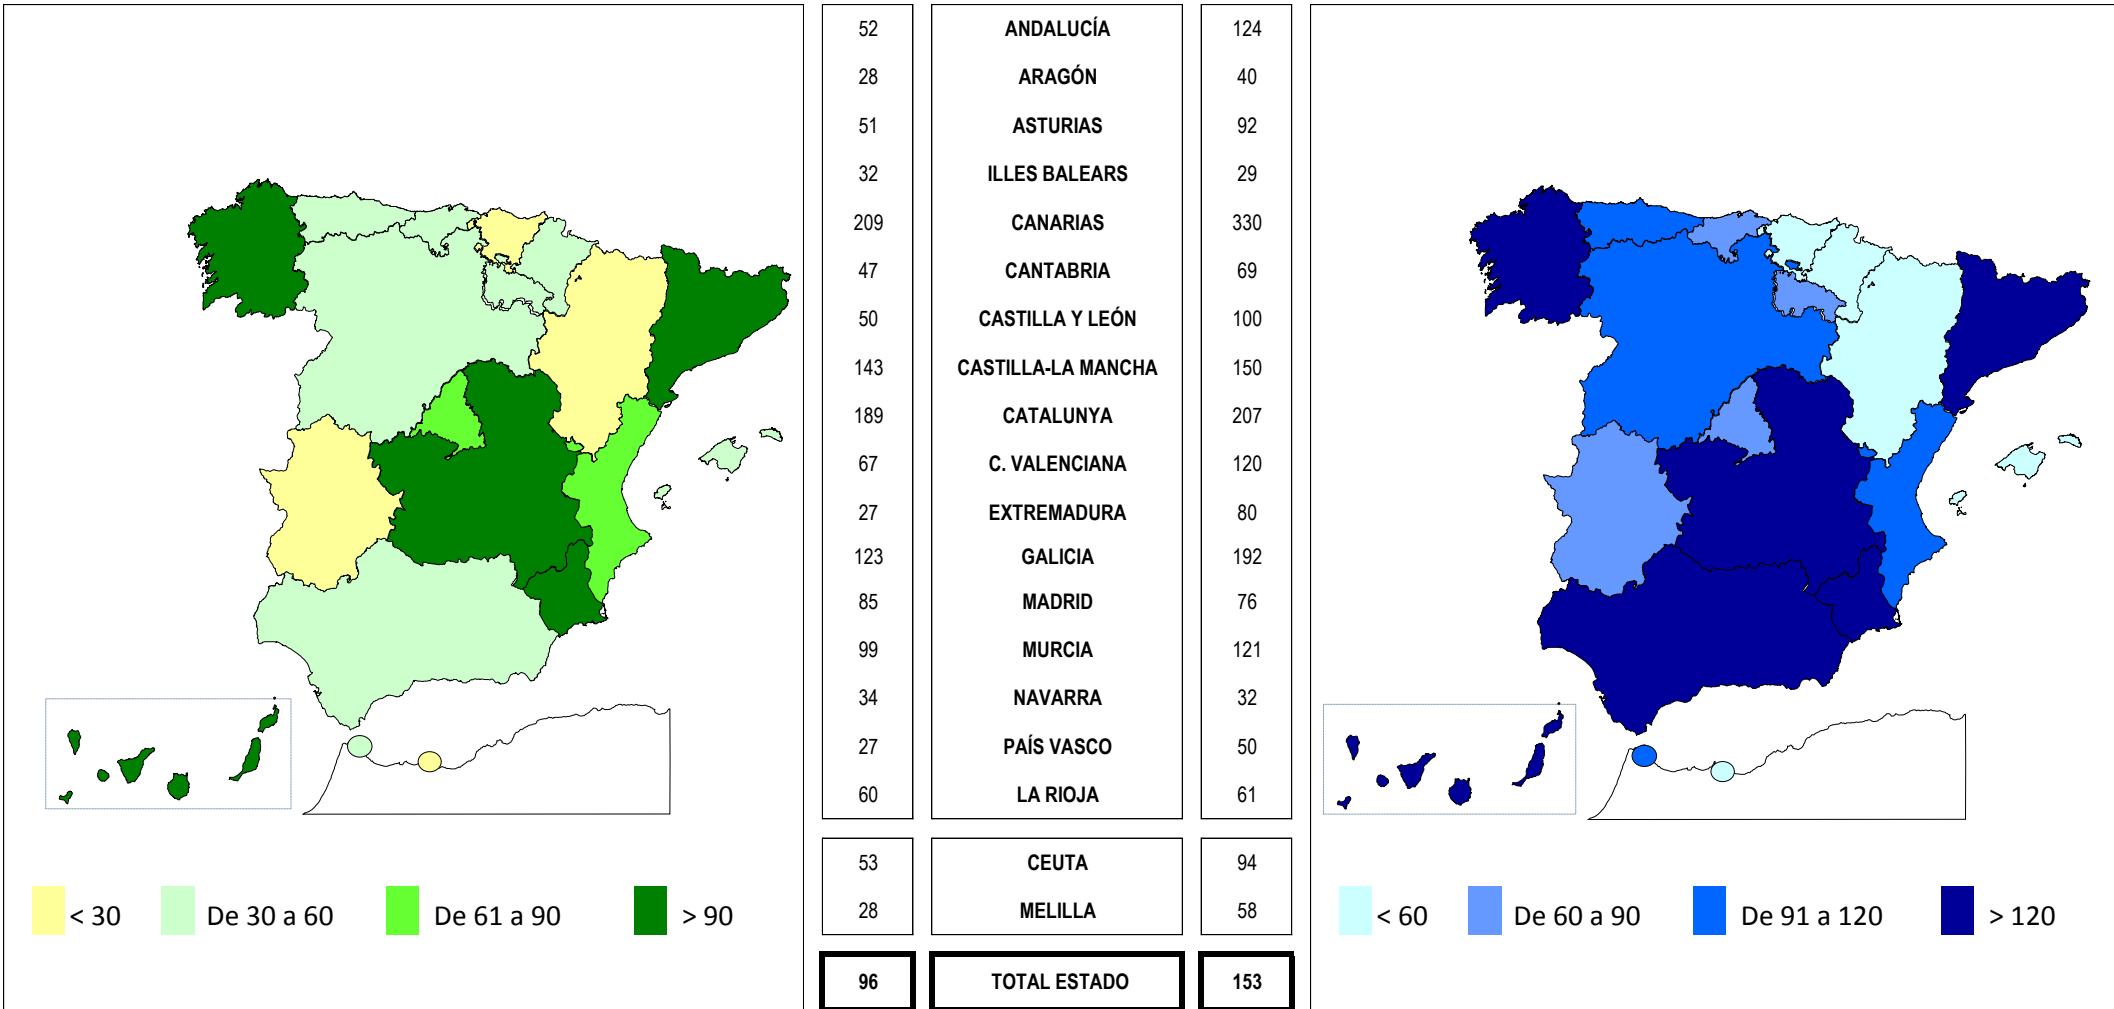 52 ANDALUCÍA 124
28 ARAGÓN 40
51 ASTURIAS 92
32 ILLES BALEARS 29
209 CANARIAS 330
47 CANTABRIA 69
50 CASTILLA Y LEÓN 100
143 CASTILLA-LA MANCHA 150
189 CATALUNYA 207
67 C. VALENCIANA 120
27 EXTREMADURA 80
123 GALICIA 192
85 MADRID 76
99 MURCIA 121
34 NAVARRA 32
27 PAÍS VASCO 50
60 LA RIOJA 61
53 CEUTA 94
28 MELILLA 58
96 TOTAL ESTADO 153
< 30 De 30 a 60 De 61 a 90 > 90
< 60 De 60 a 90 De 91 a 120 > 120